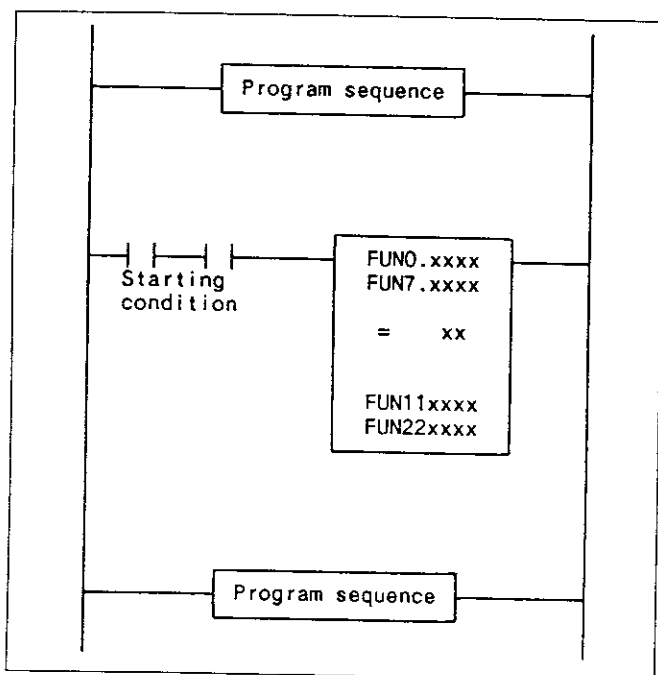 Program sequence
Starting
condition
FUN0.xxxx
FUN7.xxxx
= xx
FUN11xxxx
FUN22xxxx
Program sequence